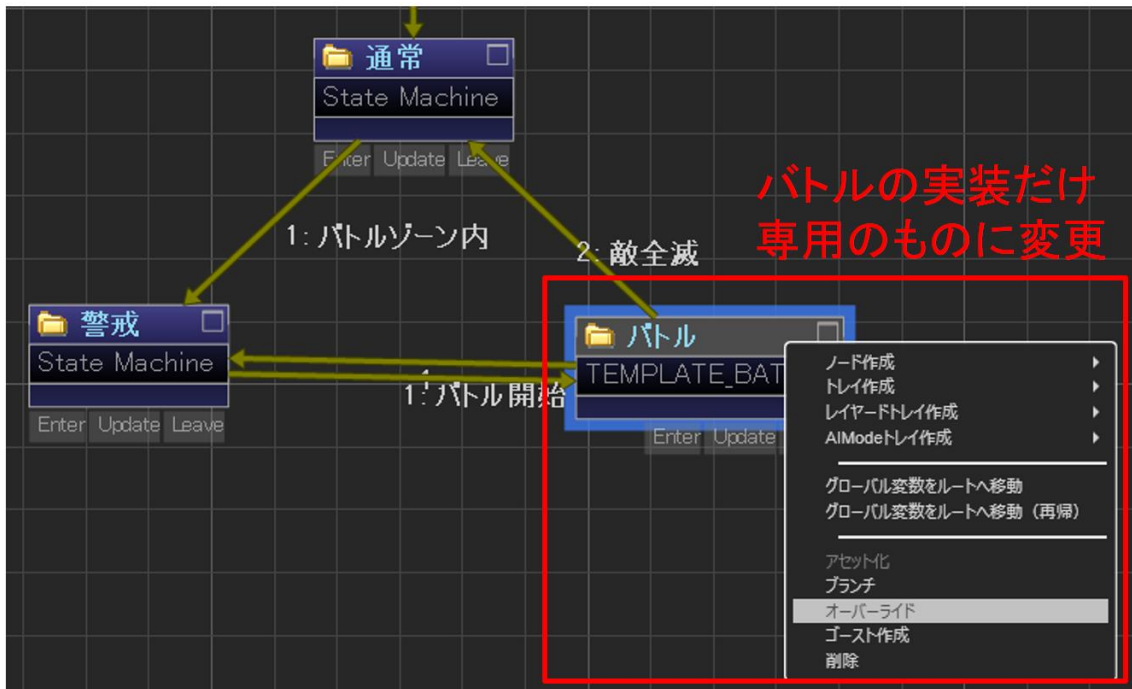 通常
State Machine
Enter Update Leave
バトルの実装だけ
専用のものに変更
1: バトルゾーン内
2: 敵全滅
警戒
State Machine
Enter Update Leave
1: バトル開始
バトル
TEMPLATE_BAT
Enter Update
ノード作成
トレイ作成
レイヤードトレイ作成
AIModeトレイ作成
グローバル変数をルートへ移動
グローバル変数をルートへ移動（再帰）
アセット化
ブランチ
オーバーライド
ゴースト作成
削除